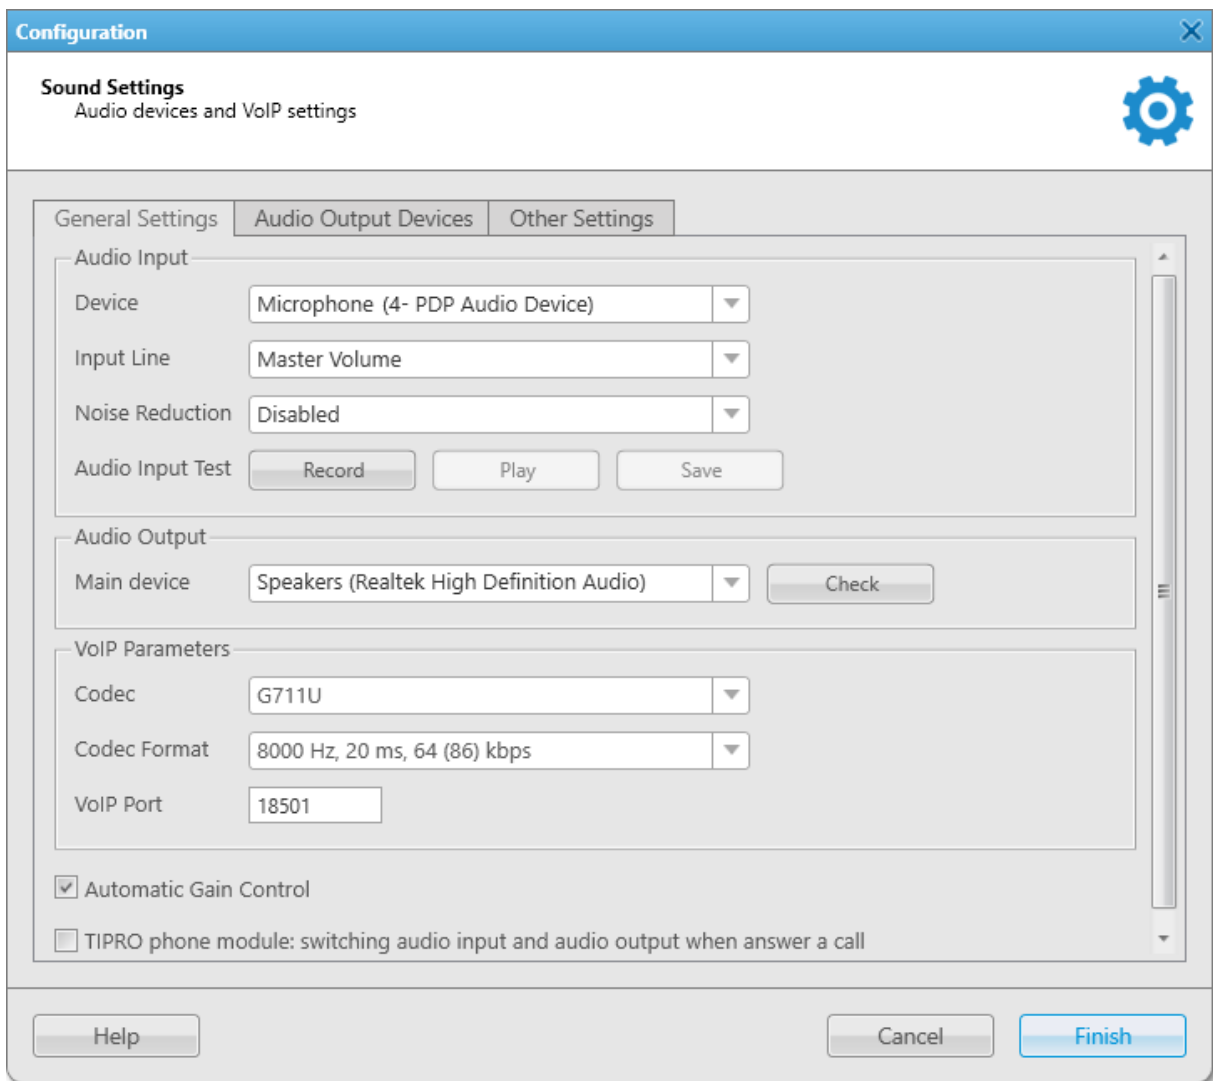 Configuration
Sound Settings
Audio devices and VoIP settings
General Settings Audio Output Devices Other Settings
Audio Input
Device Microphone (4- PDP Audio Device)
Input Line Master Volume
Noise Reduction Disabled
Audio Input Test Record Play Save
Audio Output
Main device Speakers (Realtek High Definition Audio) Check
VoIP Parameters
Codec G711U
Codec Format 8000 Hz, 20 ms, 64 (86) kbps
VoIP Port 18501
Automatic Gain Control
TIPRO phone module: switching audio input and audio output when answer a call
Help Cancel Finish